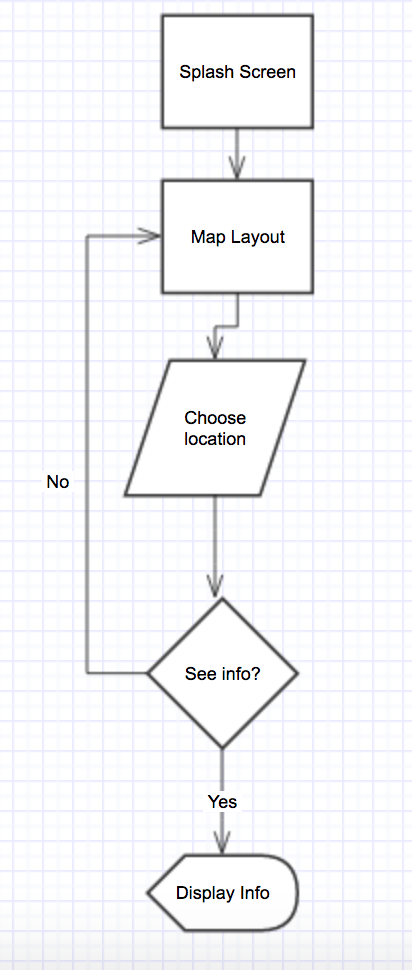 Splash Screen
Map Layout
Choose
location
No
See info?
Yes
Display Info